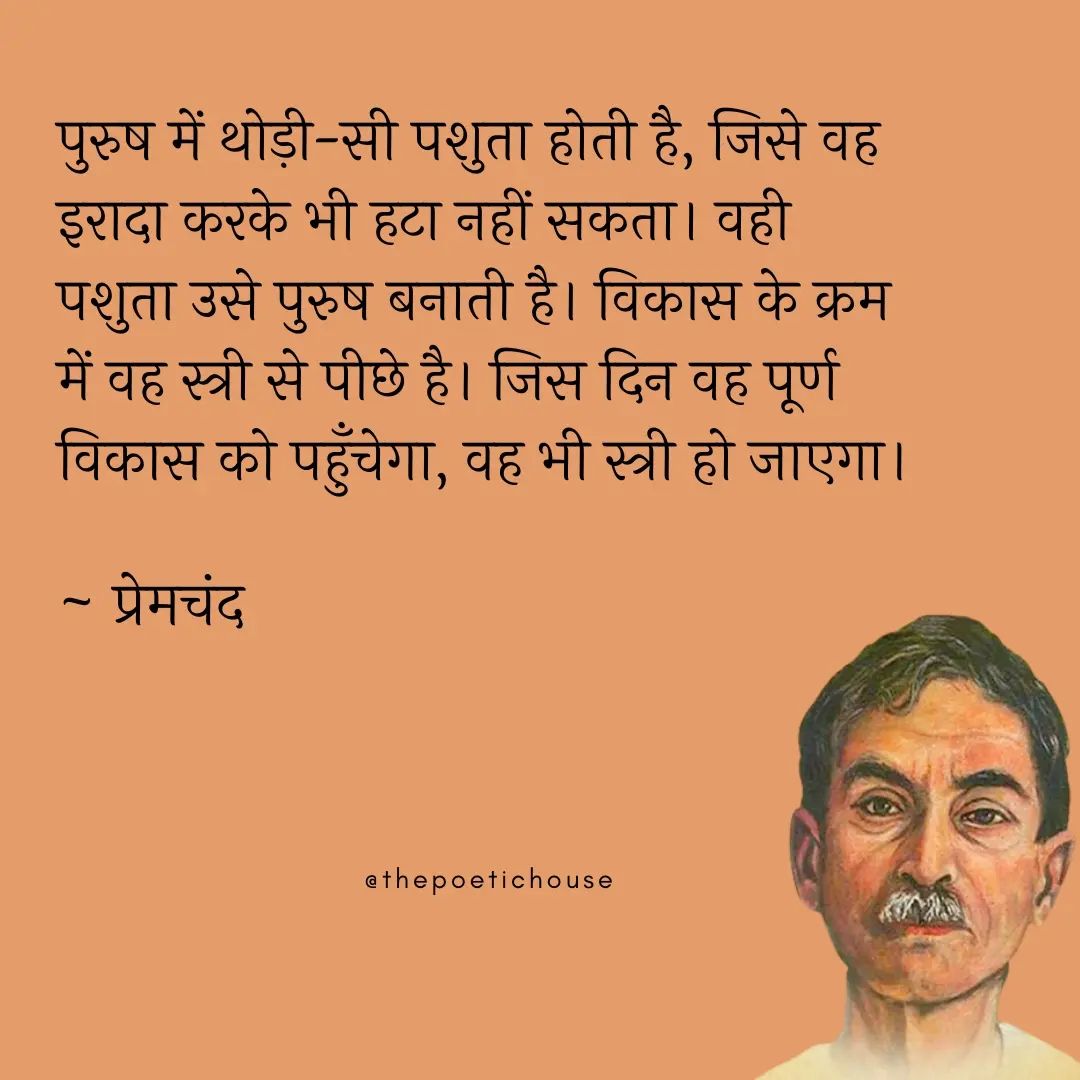 पुरुष में थोड़ी-सी पशुता होती है, जिसे वह
इरादा करके भी हटा नहीं सकता। वही
पशुता उसे पुरुष बनाती है। विकास के क्रम
में वह स्त्री से पीछे है। जिस दिन वह पूर्ण
विकास को पहुँचेगा, वह भी स्त्री हो जाएगा।
~ प्रेमचंद
@thepoetichouse